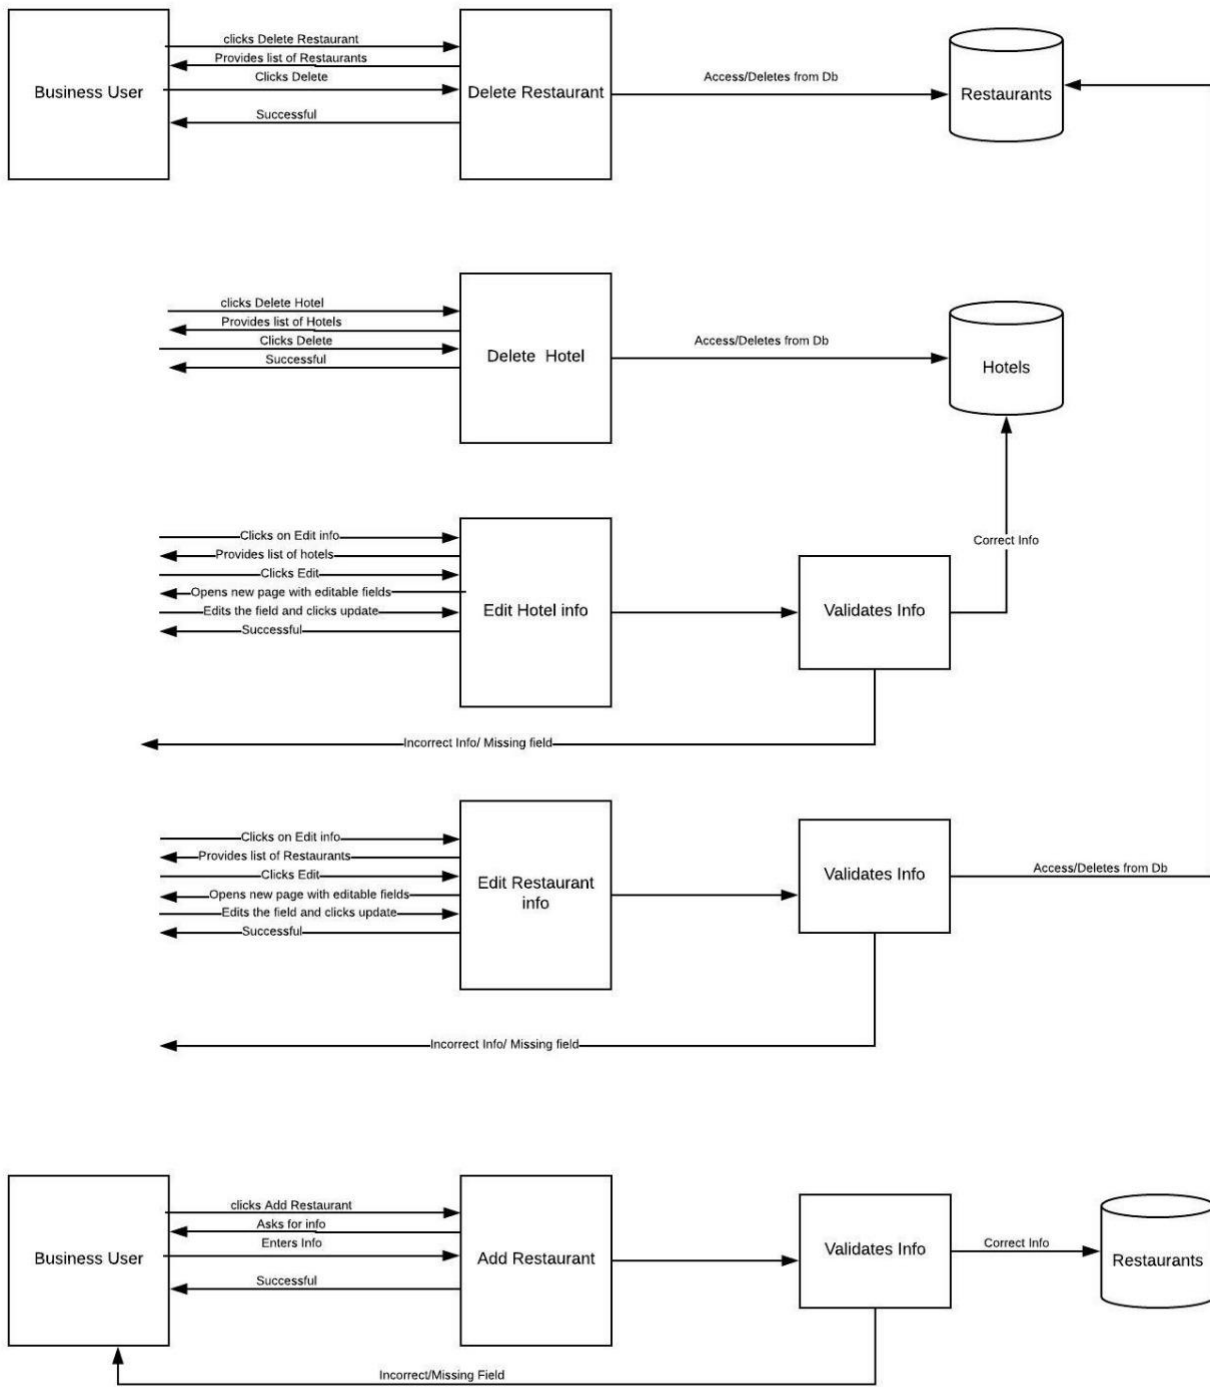 clicks Delete Restaurant
Provides list of Restaurants
Clicks Delete
Successful
Business User
Delete Restaurant
Access/Deletes from Db
Restaurants
clicks Delete Hotel
Provides list of Hotels
Clicks Delete
Successful
Delete Hotel
Access/Deletes from Db
Hotels
Clicks on Edit info
Provides list of hotels
Clicks Edit
Opens new page with editable fields
Edits the field and clicks update
Successful
Edit Hotel info
Validates Info
Correct Info
Incorrect Info/ Missing field
Clicks on Edit info
Provides list of Restaurants
Clicks Edit
Opens new page with editable fields
Edits the field and clicks update
Successful
Edit Restaurant
info
Validates Info
Access/Deletes from Db
Incorrect Info/ Missing field
clicks Add Restaurant
Asks for info
Enters Info
Successful
Business User
Add Restaurant
Validates Info
Correct Info
Restaurants
Incorrect/Missing Field